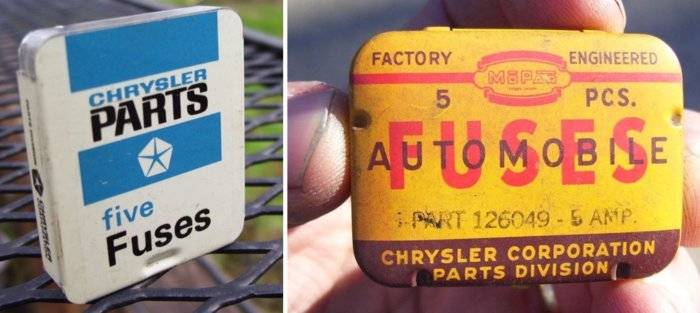 CHRYSLER
PARTS
five
Fuses
FACTORY ENGINEERED
MoPAR
5 PCS.
FUSES
AUTOMOBILE
1-PART 126049 - 5 AMP.
CHRYSLER CORPORATION
PARTS DIVISION